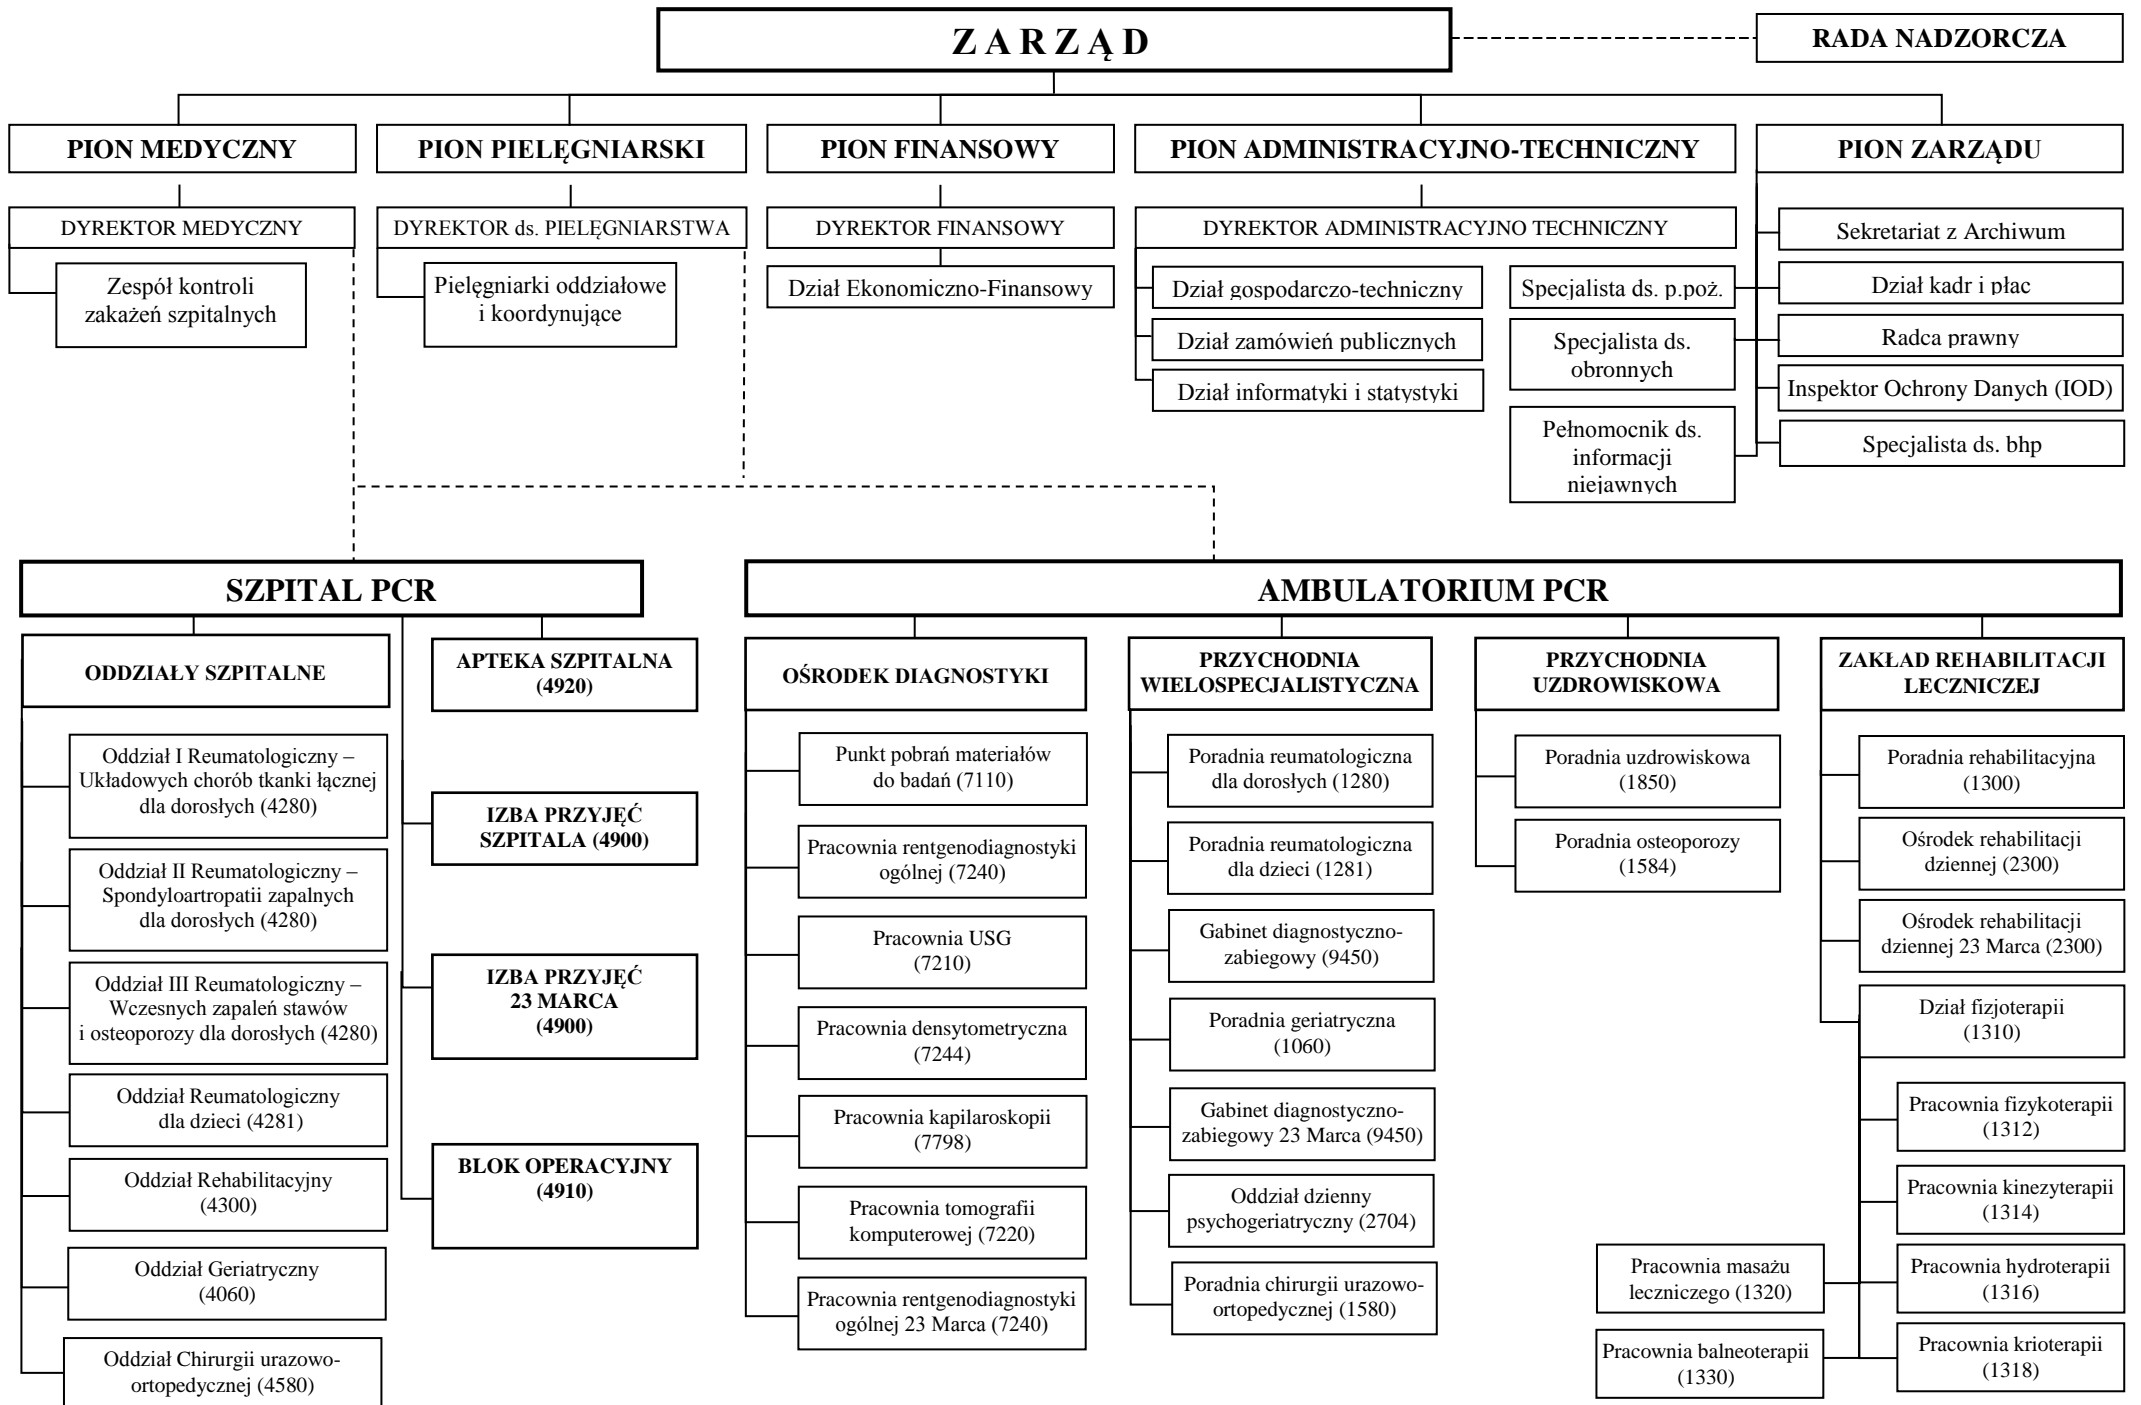 Z A R Z Ą D
RADA NADZORCZA
PION MEDYCZNY
PION PIELĘGNIARSKI
PION FINANSOWY
PION ADMINISTRACYJNO-TECHNICZNY
PION ZARZĄDU
DYREKTOR MEDYCZNY
DYREKTOR ds. PIELĘGNIARSTWA
DYREKTOR FINANSOWY
DYREKTOR ADMINISTRACYJNO TECHNICZNY
Zespół kontroli
zakażeń szpitalnych
Pielęgniarki oddziałowe
i koordynujące
Dział Ekonomiczno-Finansowy
Dział gospodarczo-techniczny
Dział zamówień publicznych
Dział informatyki i statystyki
Specjalista ds. p.poż.
Specjalista ds.
obronnych
Pełnomocnik ds.
informacji
niejawnych
Sekretariat z Archiwum
Dział kadr i płac
Radca prawny
Inspektor Ochrony Danych (IOD)
Specjalista ds. bhp
SZPITAL PCR
ODDZIAŁY SZPITALNE
Oddział I Reumatologiczny –
Układowych chorób tkanki łącznej
dla dorosłych (4280)
Oddział II Reumatologiczny –
Spondyloartropatii zapalnych
dla dorosłych (4280)
Oddział III Reumatologiczny –
Wczesnych zapaleń stawów
i osteoporozy dla dorosłych (4280)
Oddział Reumatologiczny
dla dzieci (4281)
Oddział Rehabilitacyjny
(4300)
Oddział Geriatryczny
(4060)
Oddział Chirurgii urazowo-
ortopedycznej (4580)
APTEKA SZPITALNA
(4920)
IZBA PRZYJĘĆ
SZPITALA (4900)
IZBA PRZYJĘĆ
23 MARCA
(4900)
BLOK OPERACYJNY
(4910)
AMBULATORIUM PCR
OŚRODEK DIAGNOSTYKI
Punkt pobrań materiałów
do badań (7110)
Pracownia rentgenodiagnostyki
ogólnej (7240)
Pracownia USG
(7210)
Pracownia densytometryczna
(7244)
Pracownia kapilaroskopii
(7798)
Pracownia tomografii
komputerowej (7220)
Pracownia rentgenodiagnostyki
ogólnej 23 Marca (7240)
PRZYCHODNIA
WIELOSPECJALISTYCZNA
Poradnia reumatologiczna
dla dorosłych (1280)
Poradnia reumatologiczna
dla dzieci (1281)
Gabinet diagnostyczno-
zabiegowy (9450)
Poradnia geriatryczna
(1060)
Gabinet diagnostyczno-
zabiegowy 23 Marca (9450)
Oddział dzienny
psychogeriatryczny (2704)
Poradnia chirurgii urazowo-
ortopedycznej (1580)
PRZYCHODNIA
UZDROWISKOWA
Poradnia uzdrowiskowa
(1850)
Poradnia osteoporozy
(1584)
ZAKŁAD REHABILITACJI
LECZNICZEJ
Poradnia rehabilitacyjna
(1300)
Ośrodek rehabilitacji
dziennej (2300)
Ośrodek rehabilitacji
dziennej 23 Marca (2300)
Dział fizjoterapii
(1310)
Pracownia fizykoterapii
(1312)
Pracownia kinezyterapii
(1314)
Pracownia masażu
leczniczego (1320)
Pracownia hydroterapii
(1316)
Pracownia balneoterapii
(1330)
Pracownia krioterapii
(1318)